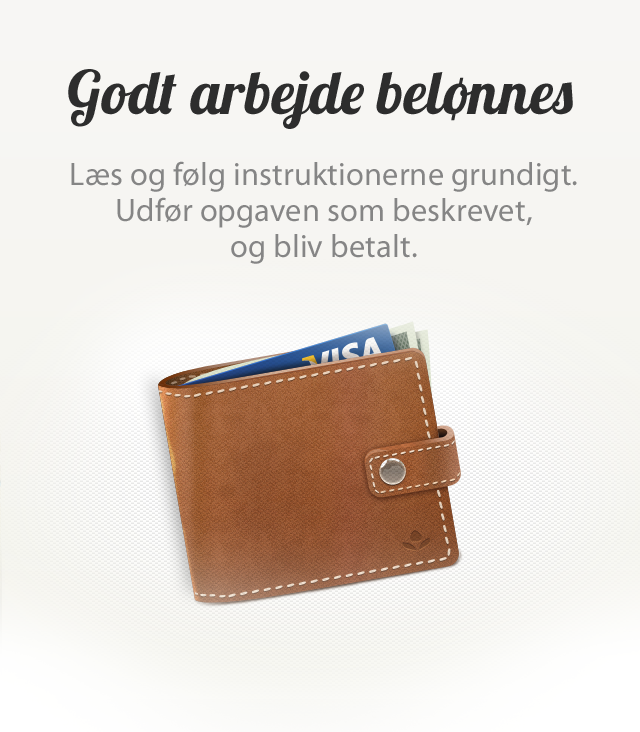 Godt arbejde belønnes
Læs og følg instruktionerne grundigt.
Udfør opgaven som beskrevet,
og bliv betalt.
VISA